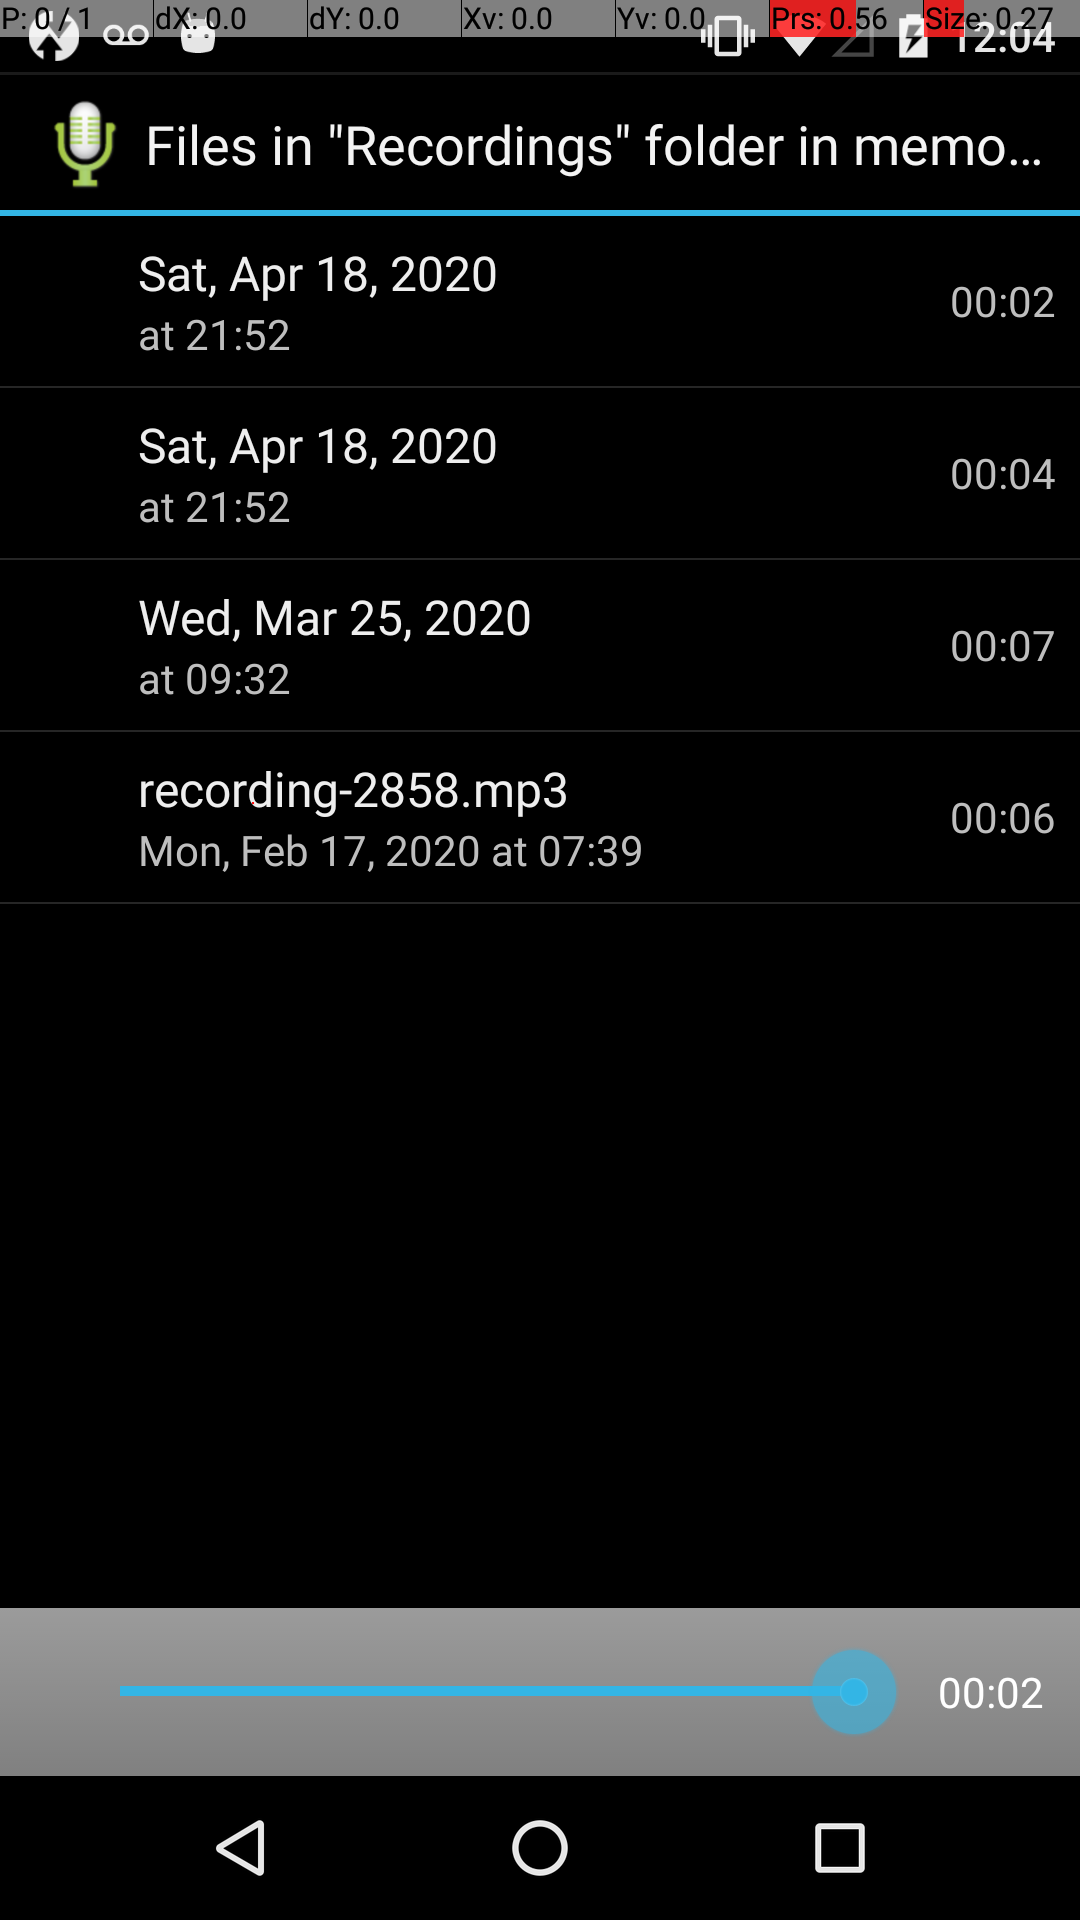 P: 0 / 1 dX: 0.0 dY: 0.0 Xv: 0.0 Yv: 0.0 Prs: 0.56 Size: 0.27
12:04
Files in "Recordings" folder in memo...
Sat, Apr 18, 2020
at 21:52
00:02
Sat, Apr 18, 2020
at 21:52
00:04
Wed, Mar 25, 2020
at 09:32
00:07
recording-2858.mp3
Mon, Feb 17, 2020 at 07:39
00:06
00:02